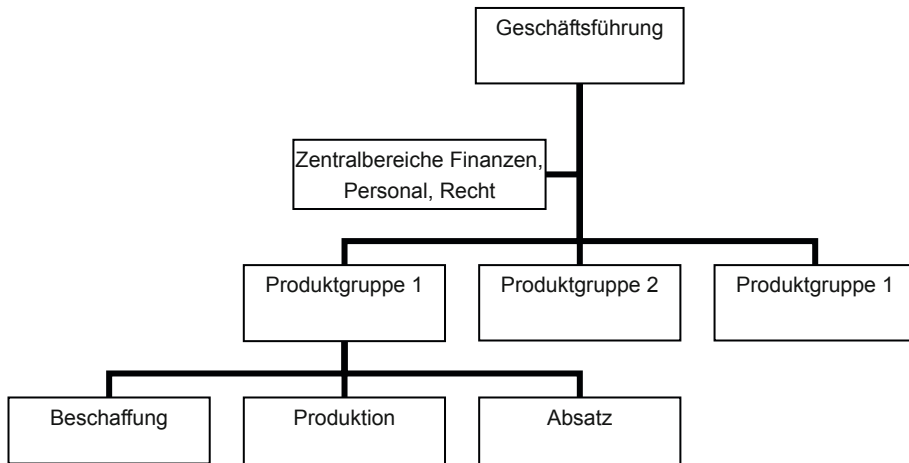 Geschäftsführung
Zentralbereiche Finanzen,
Personal, Recht
Produktgruppe 1
Produktgruppe 2
Produktgruppe 1
Beschaffung
Produktion
Absatz